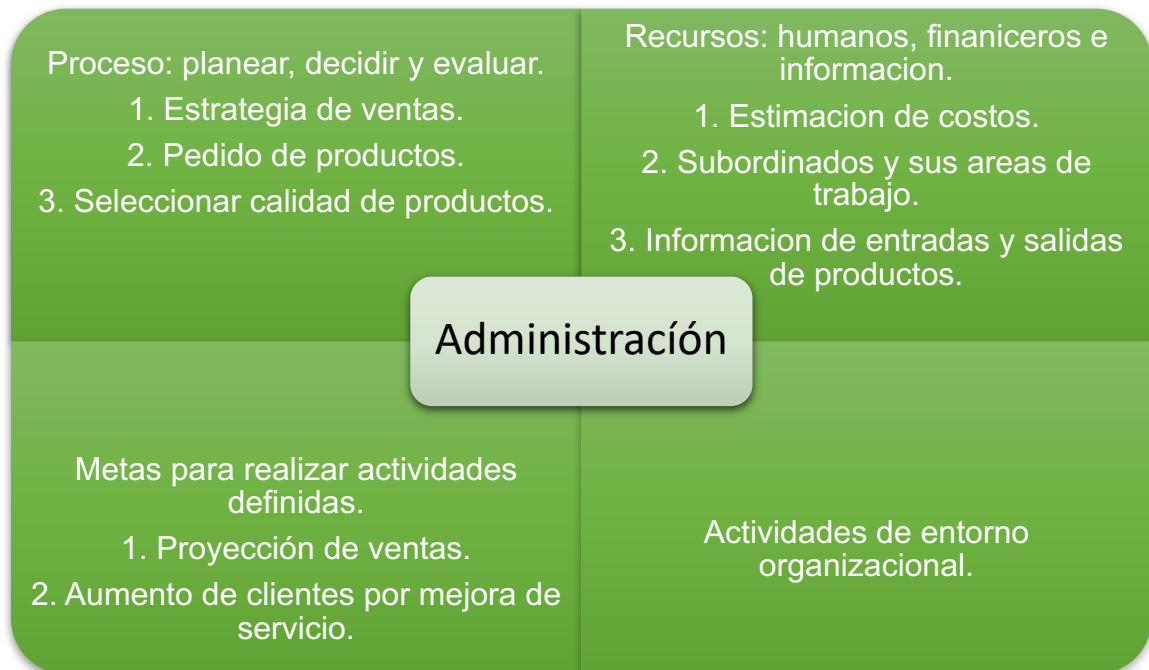 Proceso: planear, decidir y evaluar.
1. Estrategia de ventas.
2. Pedido de productos.
3. Seleccionar calidad de productos.
Recursos: humanos, finaniceros e
informacion.
1. Estimacion de costos.
2. Subordinados y sus areas de
trabajo.
3. Informacion de entradas y salidas
de productos.
Administracíón
Metas para realizar actividades
definidas.
1. Proyección de ventas.
2. Aumento de clientes por mejora de
servicio.
Actividades de entorno
organizacional.